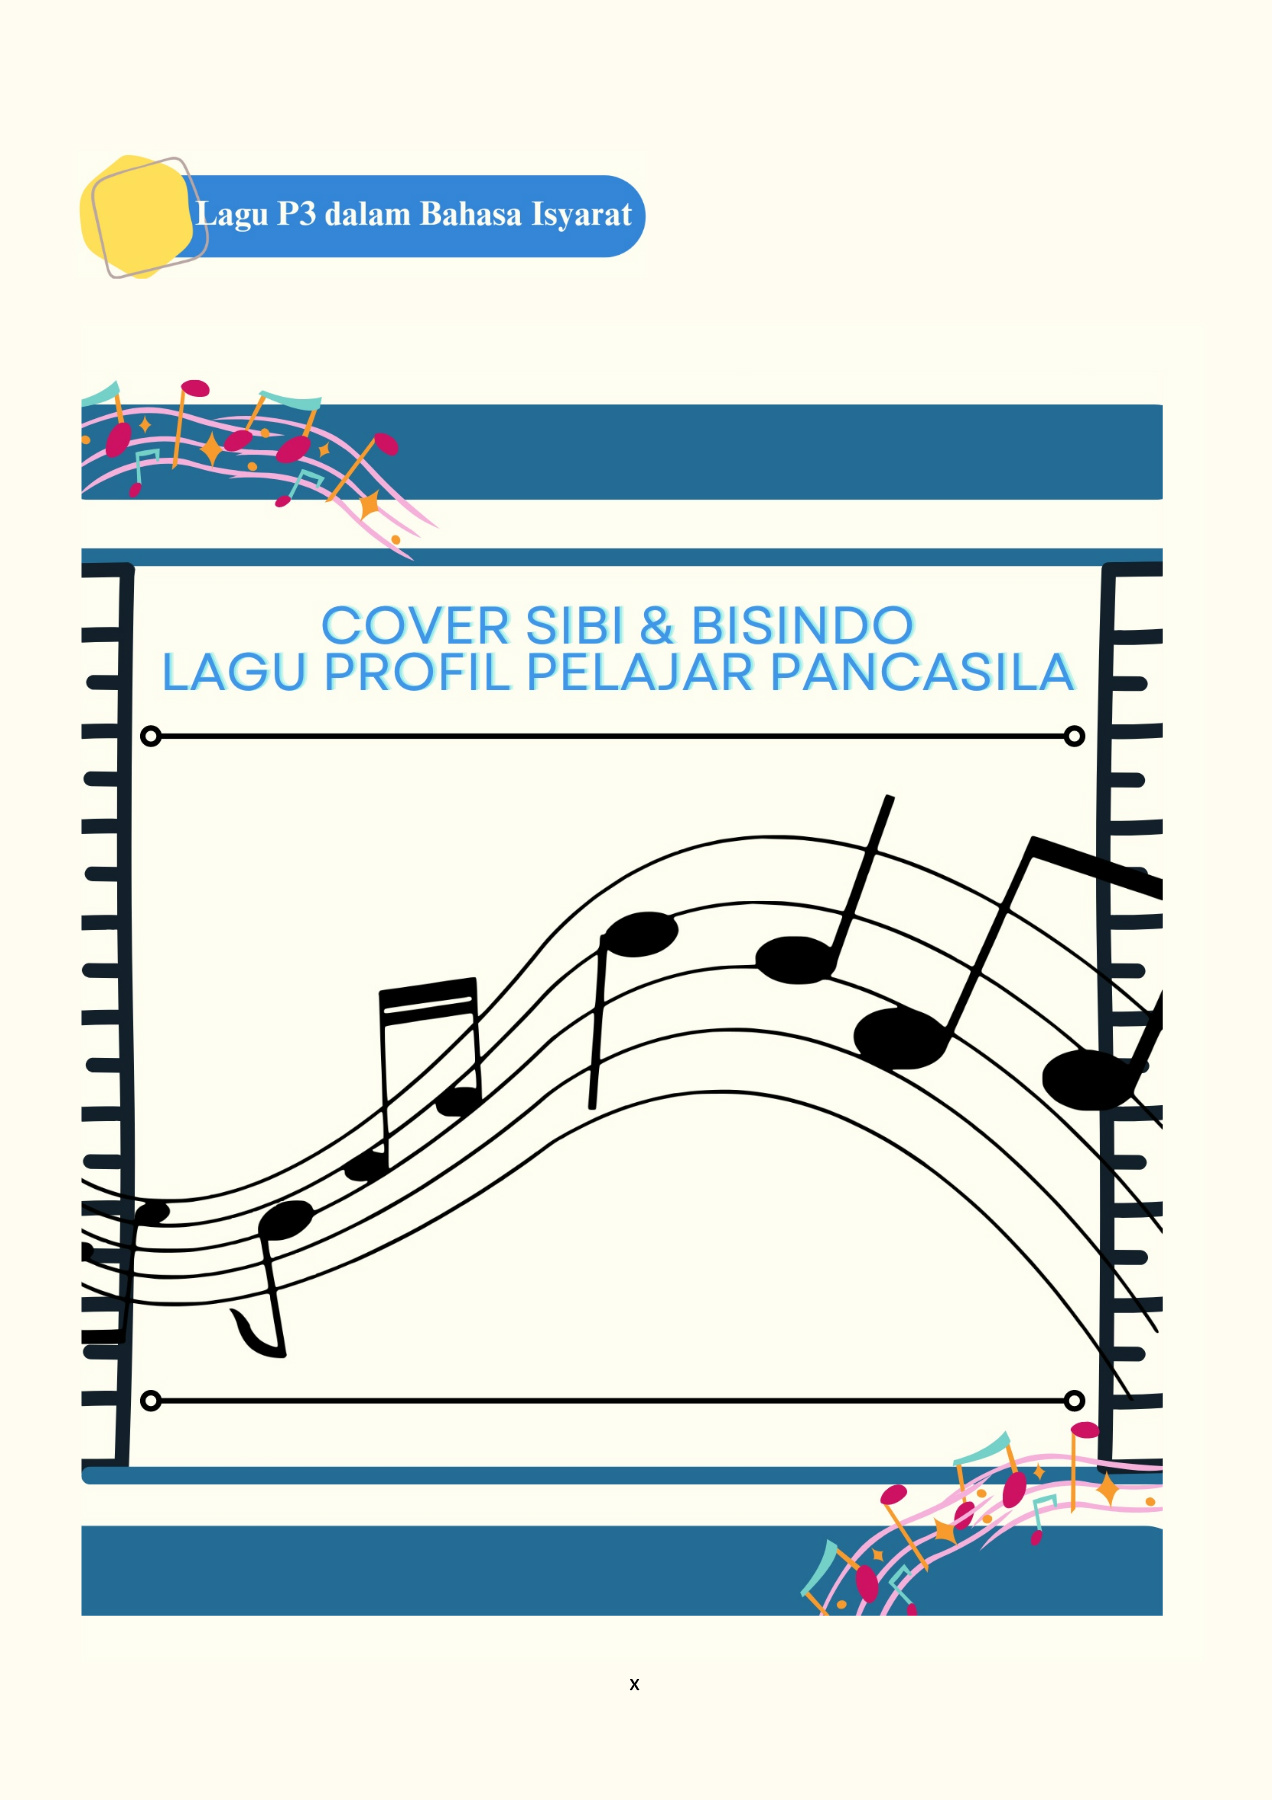 Lagu P3 dalam Bahasa Isyarat
COVER SIBI & BISINDO
LAGU PROFIL PELAJAR PANCASILA
x